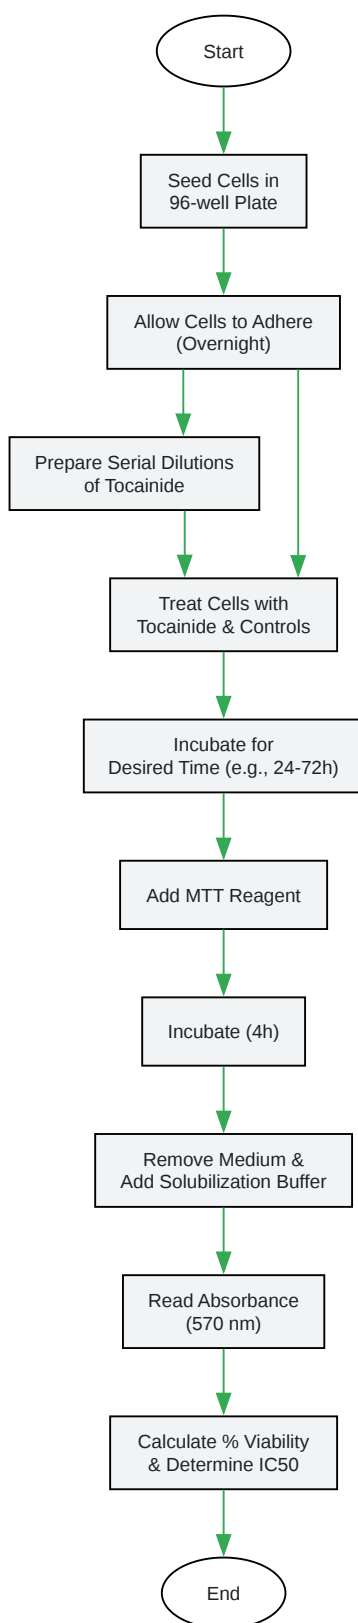 Start
Seed Cells in
96-well Plate
Allow Cells to Adhere
(Overnight)
Prepare Serial Dilutions
of Tocainide
Treat Cells with
Tocainide & Controls
Incubate for
Desired Time (e.g., 24-72h)
Add MTT Reagent
Incubate (4h)
Remove Medium &
Add Solubilization Buffer
Read Absorbance
(570 nm)
Calculate % Viability
& Determine IC50
End